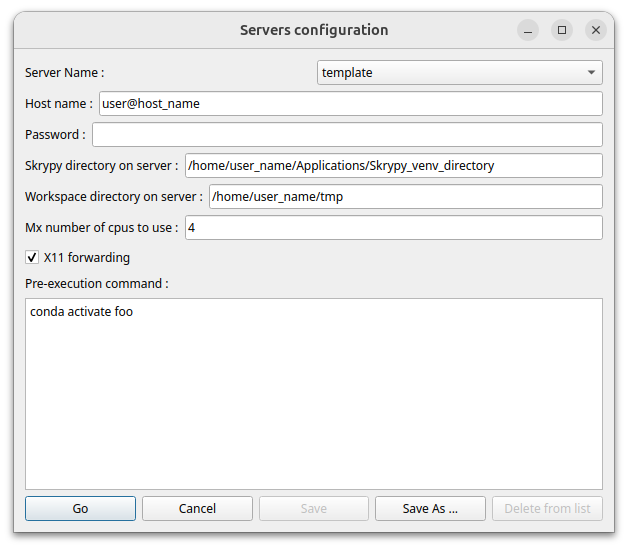 Servers configuration
Server Name : template
Host name : user@host_name
Password :
Skrypy directory on server : /home/user_name/Applications/Skrypy_venv_directory
Workspace directory on server : /home/user_name/tmp
Mx number of cpus to use : 4
X11 forwarding
Pre-execution command :
conda activate foo
Go Cancel Save Save As ... Delete from list